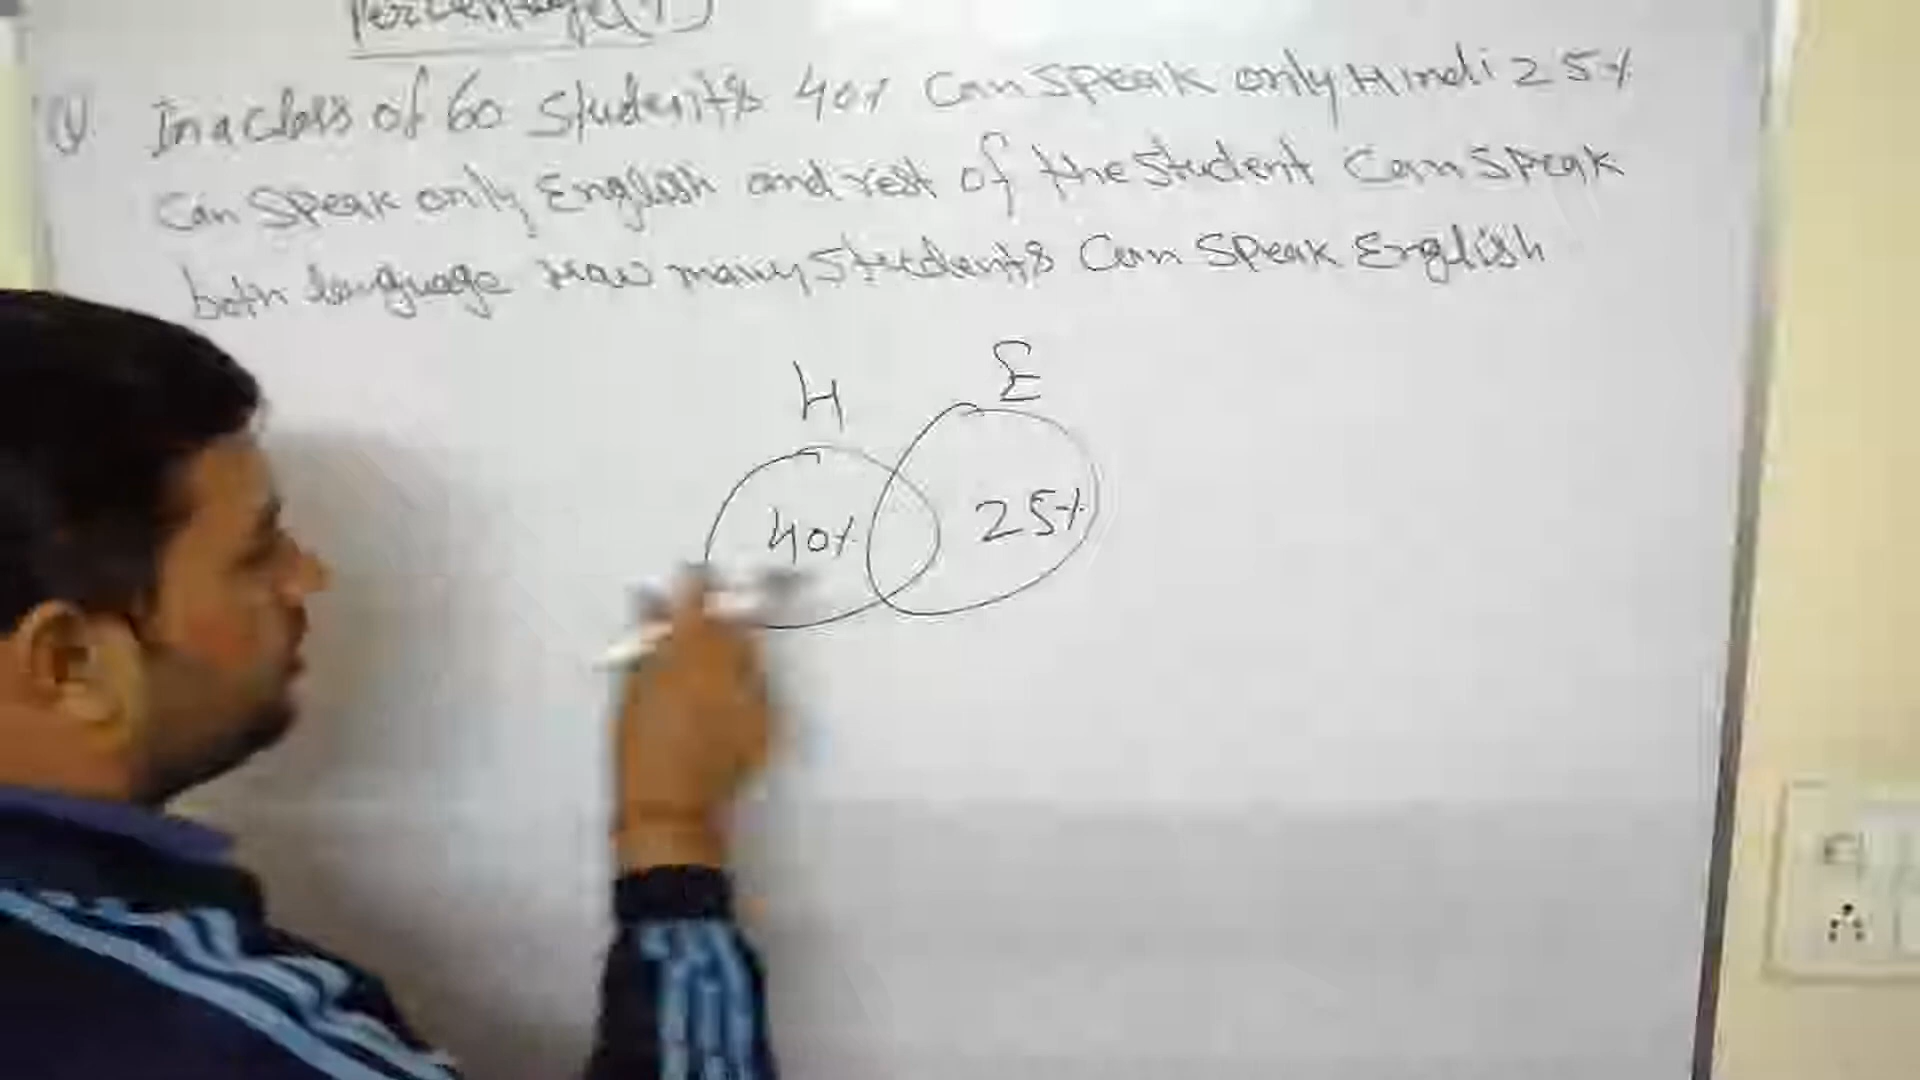 Percentage(1)
Q In a class of 60 Students 40% Can Speak only Hindi 25%
Can Speak only English and rest of the student Can Speak
both language How many Students Can Speak English
H E
40% 25%